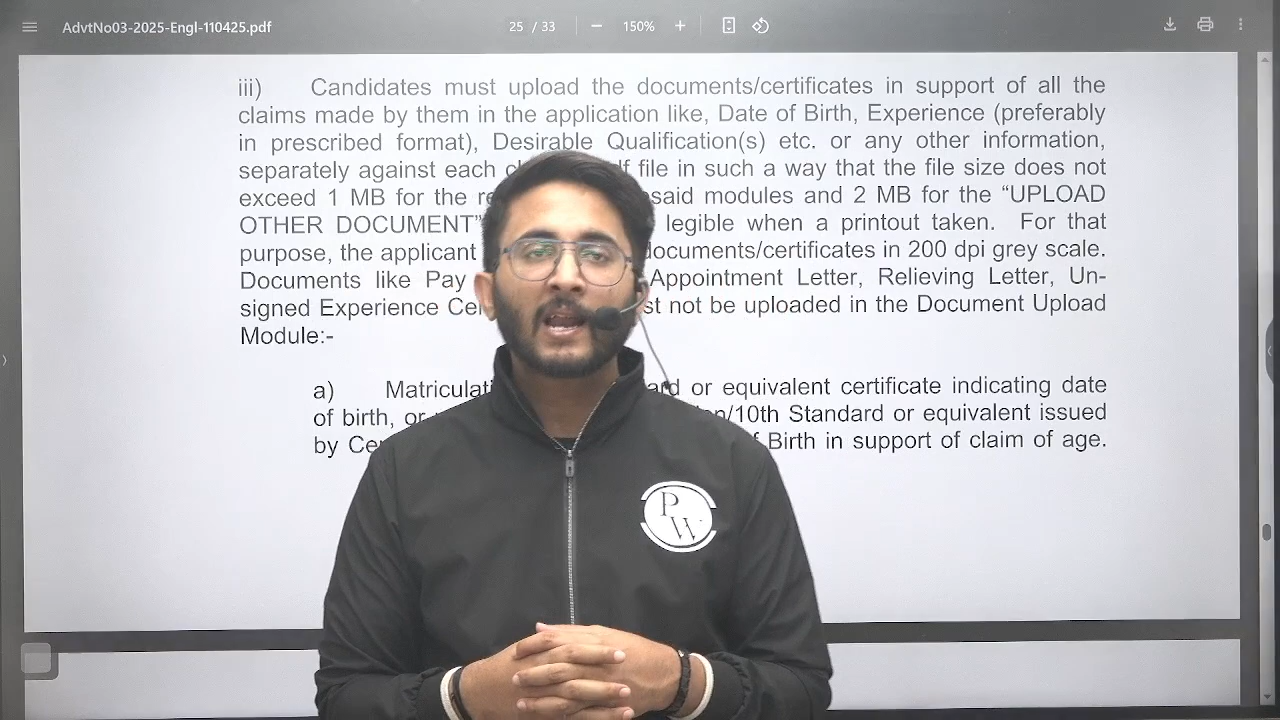 AdvtNo03-2025-Engl-110425.pdf 25 / 33 150%
iii) Candidates must upload the documents/certificates in support of all the
claims made by them in the application like, Date of Birth, Experience (preferably
in prescribed format), Desirable Qualification(s) etc. or any other information,
separately against each file in such a way that the file size does not
exceed 1 MB for the modules and 2 MB for the “UPLOAD
OTHER DOCUMENT” legible when a printout taken. For that
purpose, the applicant documents/certificates in 200 dpi grey scale.
Documents like Pay Appointment Letter, Relieving Letter, Un-
signed Experience not be uploaded in the Document Upload
Module:-
a) or equivalent certificate indicating date
of birth, or Standard or equivalent issued
by Birth in support of claim of age.
P
W